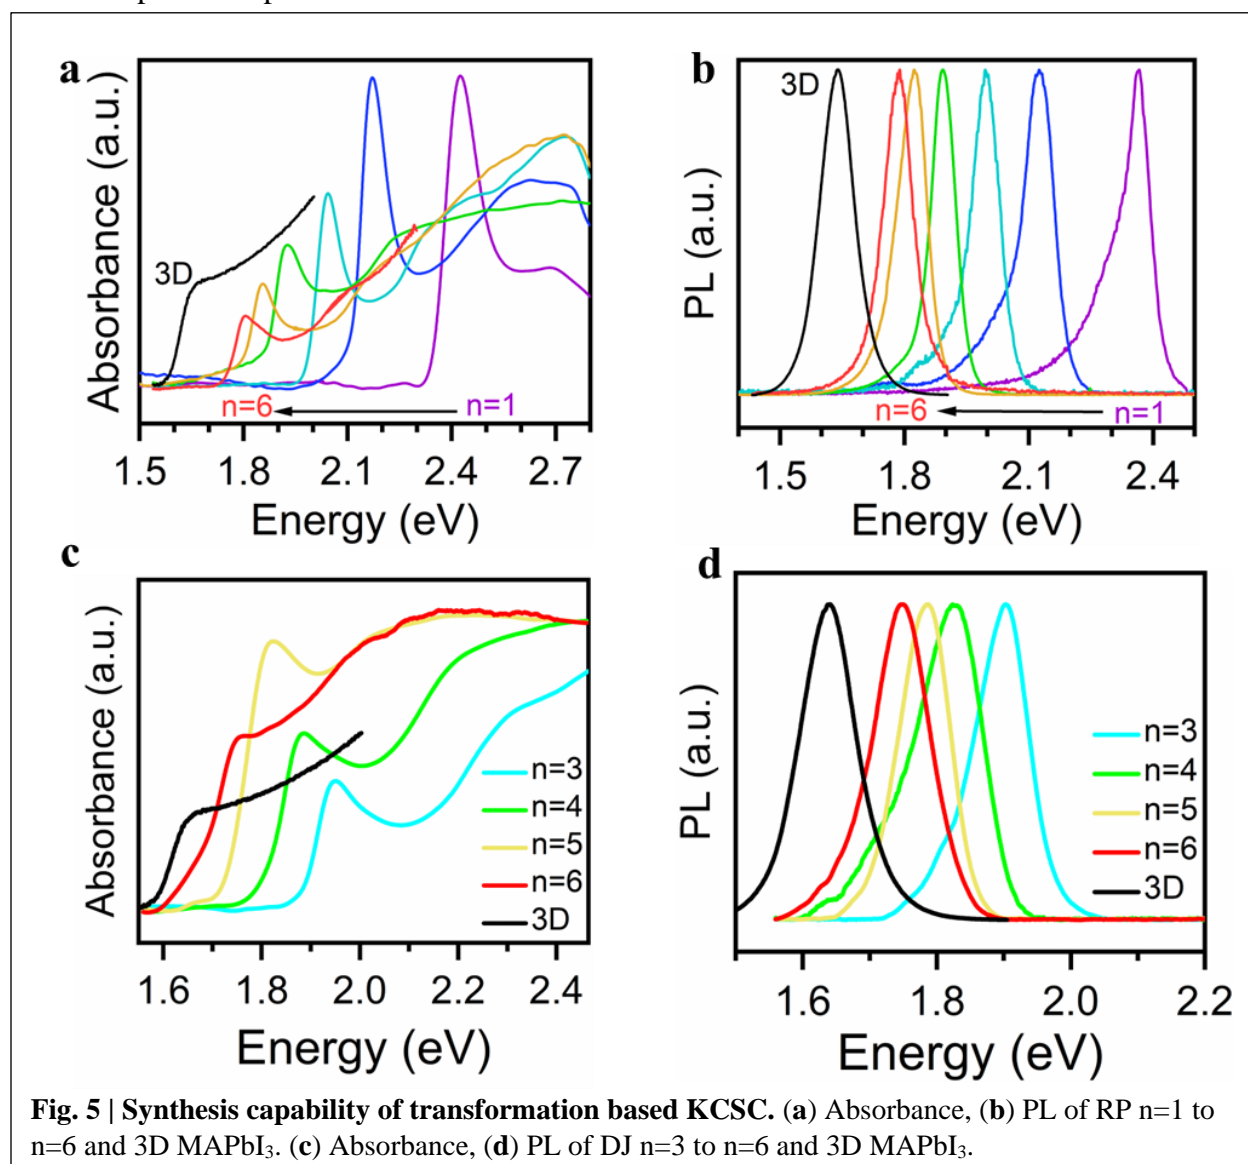 a
Absorbance (a.u.)
3D
n=6
n=1
1.5 1.8 2.1 2.4 2.7
Energy (eV)
b
PL (a.u.)
3D
n=6
n=1
1.5 1.8 2.1 2.4
Energy (eV)
c
Absorbance (a.u.)
n=3
n=4
n=5
n=6
3D
1.6 1.8 2.0 2.2 2.4
Energy (eV)
d
PL (a.u.)
n=3
n=4
n=5
n=6
3D
1.6 1.8 2.0 2.2
Energy (eV)
Fig. 5 | Synthesis capability of transformation based KCSC. (a) Absorbance, (b) PL of RP n=1 to
n=6 and 3D MAPbI₃. (c) Absorbance, (d) PL of DJ n=3 to n=6 and 3D MAPbI₃.